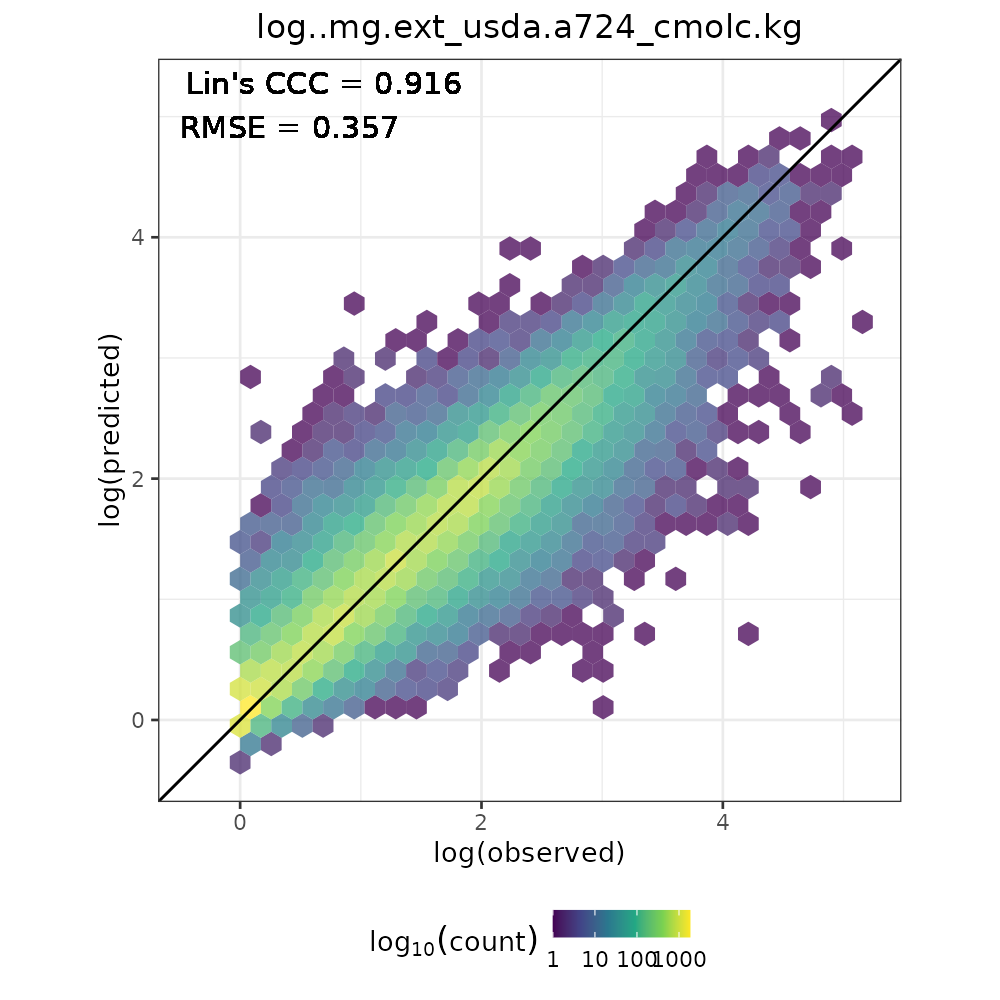 log..mg.ext_usda.a724_cmolc.kg
Lin's CCC = 0.916
RMSE = 0.357
4
2
0
log(predicted)
0 2 4
log(observed)
log₁₀(count)
1 10 100 1000